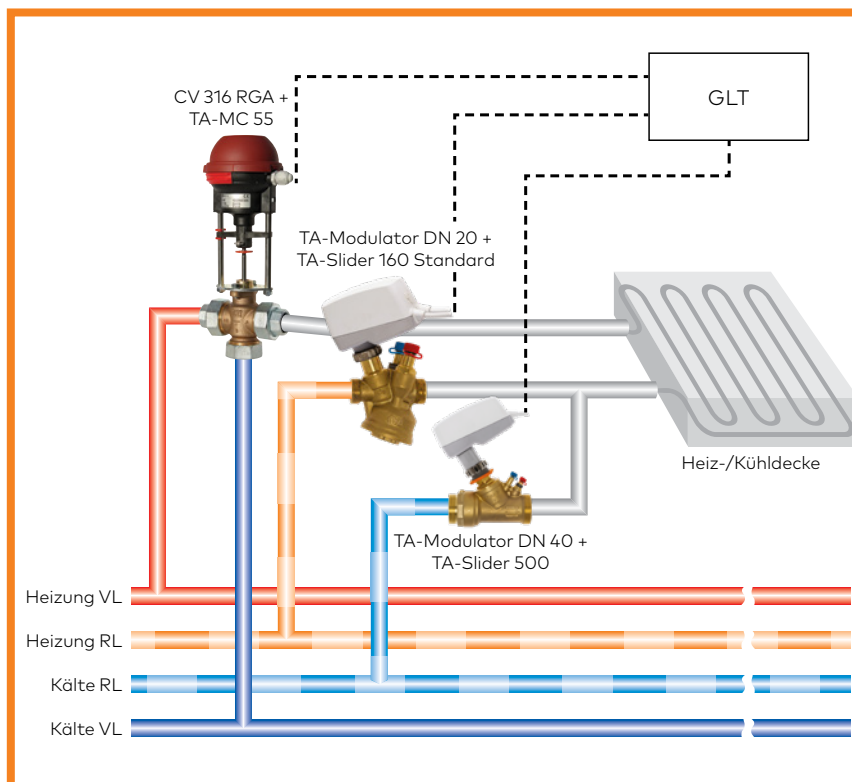 CV 316 RGA +
TA-MC 55
GLT
TA-Modulator DN 20 +
TA-Slider 160 Standard
Heiz-/Kühldecke
TA-Modulator DN 40 +
TA-Slider 500
Heizung VL
Heizung RL
Kälte RL
Kälte VL